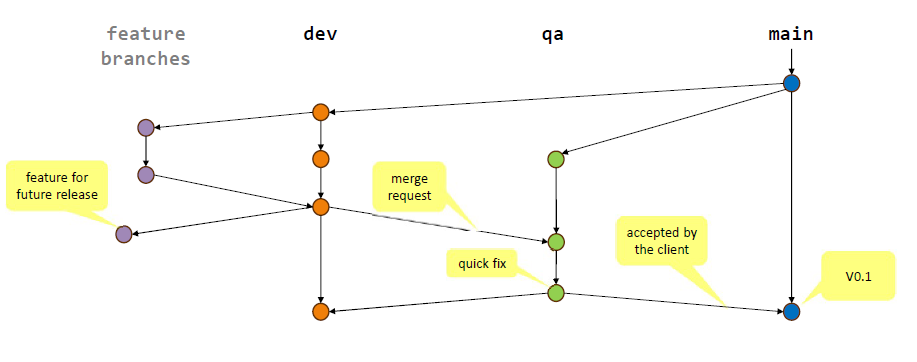 feature
branches
dev
qa
main
feature for
future release
merge
request
quick fix
accepted by
the client
V0.1